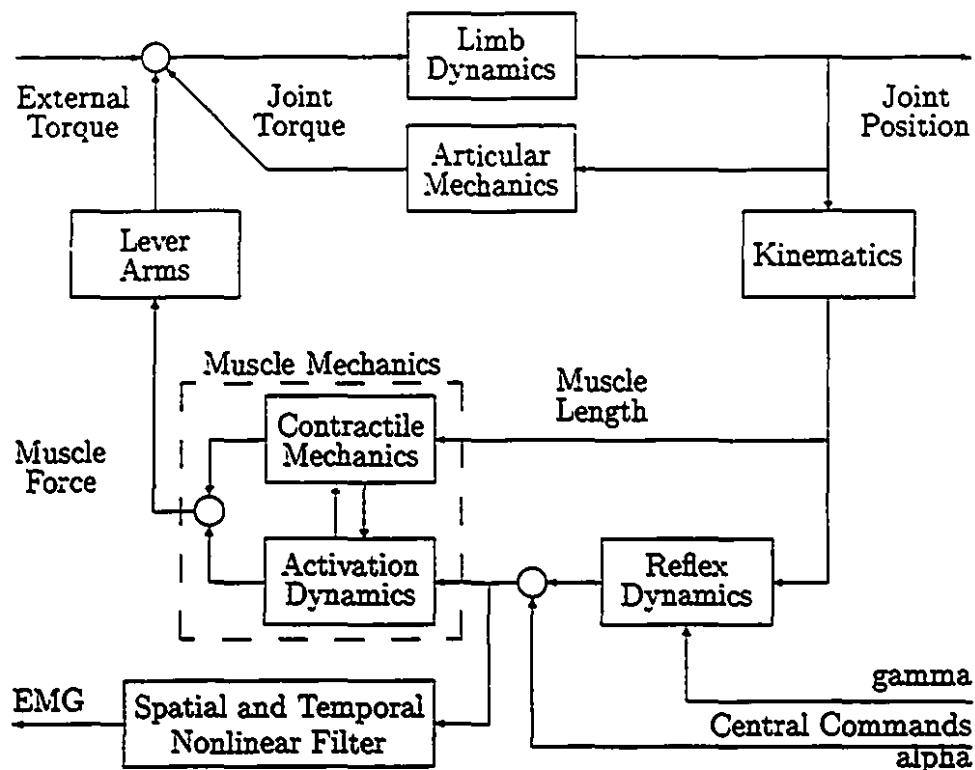 Limb
Dynamics
External
Torque
Joint
Torque
Joint
Position
Articular
Mechanics
Lever
Arms
Kinematics
Muscle Mechanics
Muscle
Length
Contractile
Mechanics
Muscle
Force
Activation
Dynamics
Reflex
Dynamics
gamma
EMG
Spatial and Temporal
Nonlinear Filter
Central Commands
alpha